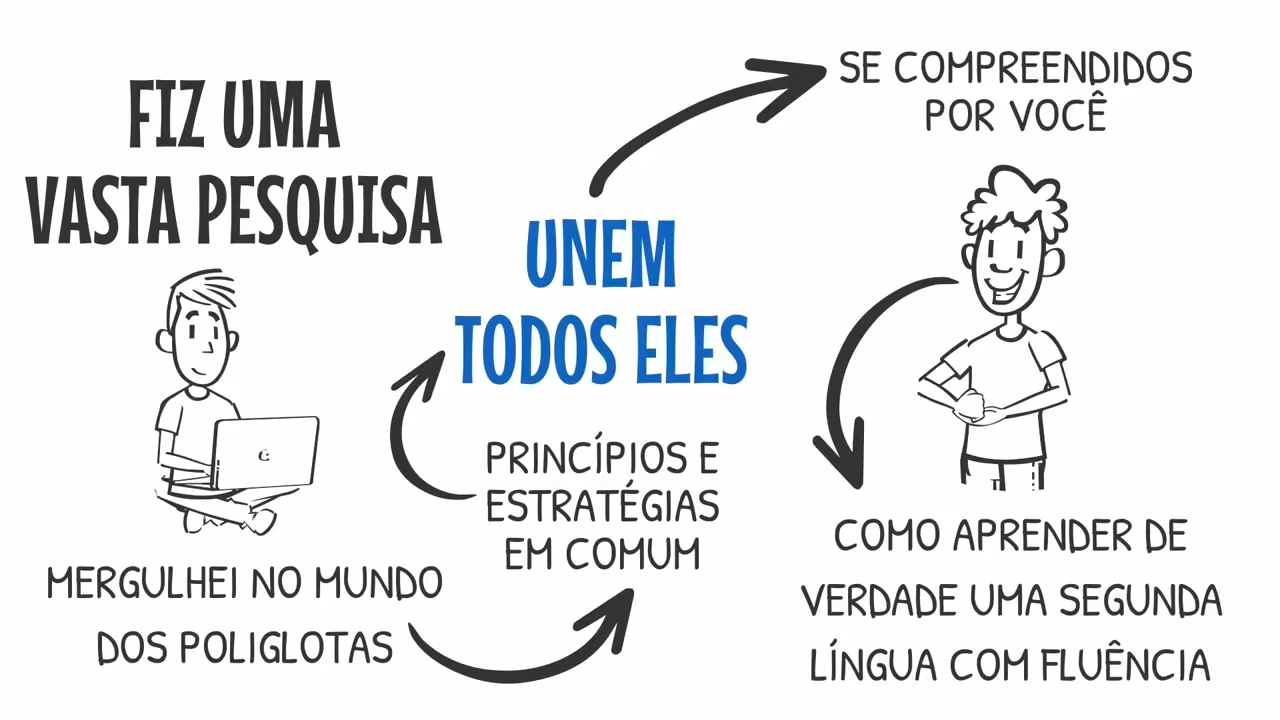 FIZ UMA
VASTA PESQUISA
MERGULHEI NO MUNDO
DOS POLIGLOTAS
PRINCÍPIOS E
ESTRATÉGIAS
EM COMUM
UNEM
TODOS ELES
SE COMPREENDIDOS
POR VOCÊ
COMO APRENDER DE
VERDADE UMA SEGUNDA
LÍNGUA COM FLUÊNCIA